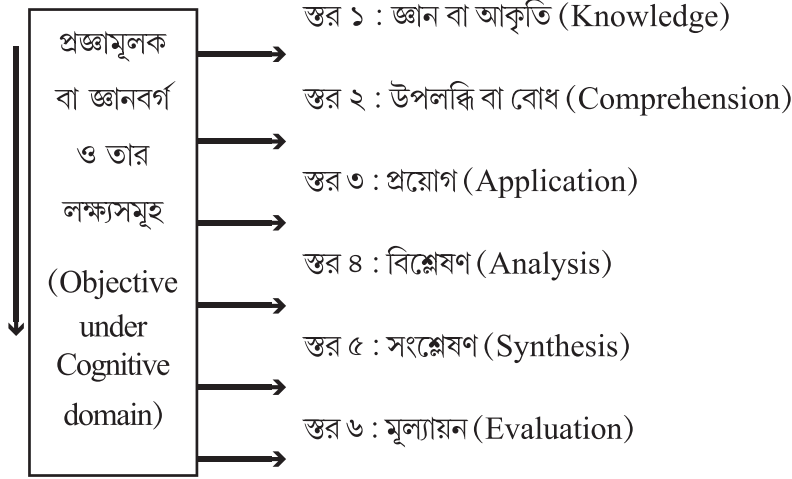 প্রজ্ঞামূলক
বা জ্ঞানবর্গ
ও তার
লক্ষ্যসমূহ
(Objective
under
Cognitive
domain)
স্তর ১ : জ্ঞান বা আকৃতি (Knowledge)
স্তর ২ : উপলব্ধি বা বোধ (Comprehension)
স্তর ৩ : প্রয়োগ (Application)
স্তর ৪ : বিশ্লেষণ (Analysis)
স্তর ৫ : সংশ্লেষণ (Synthesis)
স্তর ৬ : মূল্যায়ন (Evaluation)